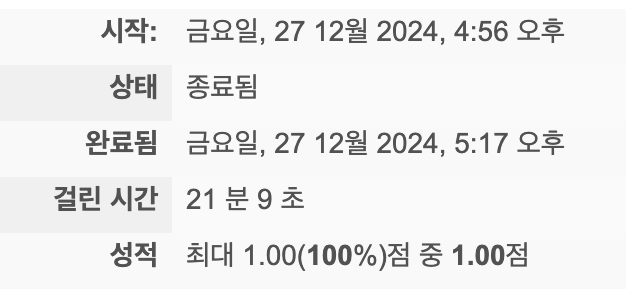 시작: 금요일, 27 12월 2024, 4:56 오후
상태 종료됨
완료됨 금요일, 27 12월 2024, 5:17 오후
걸린 시간 21 분 9 초
성적 최대 1.00(100%)점 중 1.00점